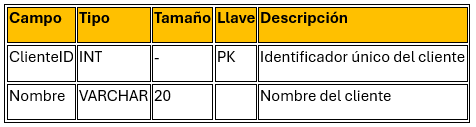 Campo Tipo Tamaño Llave Descripción
ClienteID INT - PK Identificador único del cliente
Nombre VARCHAR 20 Nombre del cliente